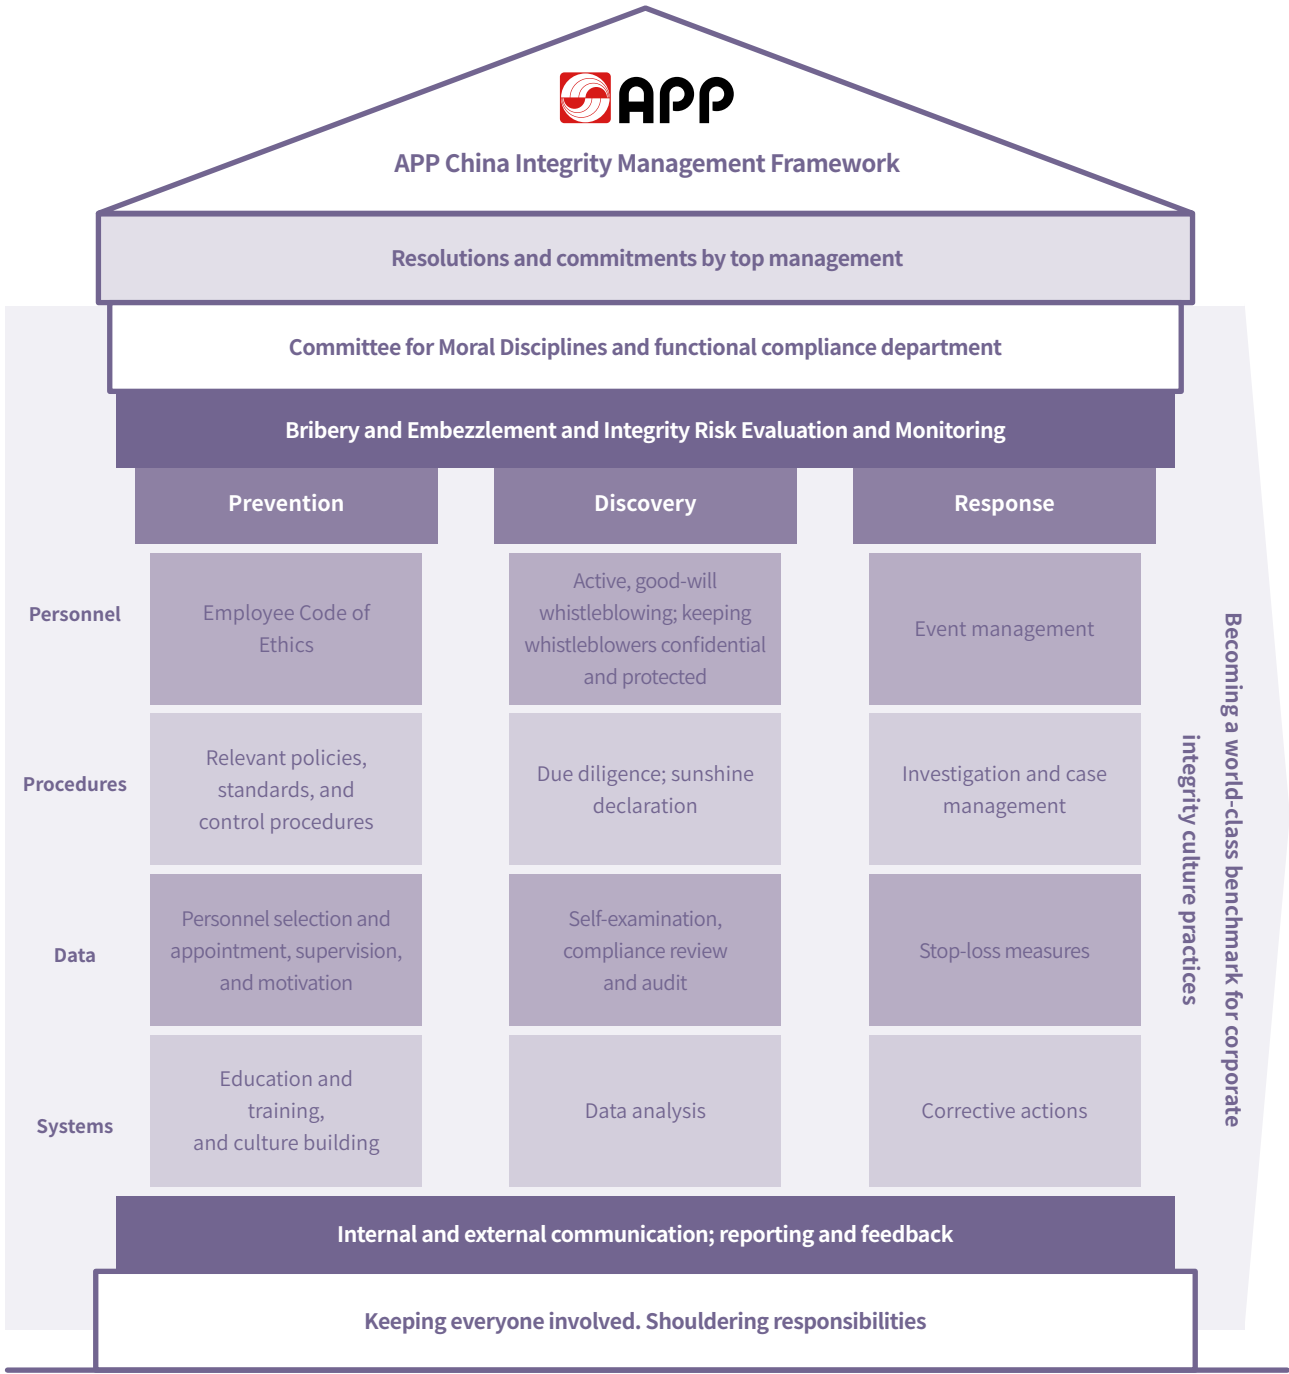 APP
APP China Integrity Management Framework
Resolutions and commitments by top management
Committee for Moral Disciplines and functional compliance department
Bribery and Embezzlement and Integrity Risk Evaluation and Monitoring
Prevention
Discovery
Response
Personnel
Employee Code of
Ethics
Active, good-will
whistleblowing; keeping
whistleblowers confidential
and protected
Event management
Procedures
Relevant policies,
standards, and
control procedures
Due diligence; sunshine
declaration
Investigation and case
management
Data
Personnel selection and
appointment, supervision,
and motivation
Self-examination,
compliance review
and audit
Stop-loss measures
Systems
Education and
training,
and culture building
Data analysis
Corrective actions
Becoming a world-class benchmark for corporate
integrity culture practices
Internal and external communication; reporting and feedback
Keeping everyone involved. Shouldering responsibilities